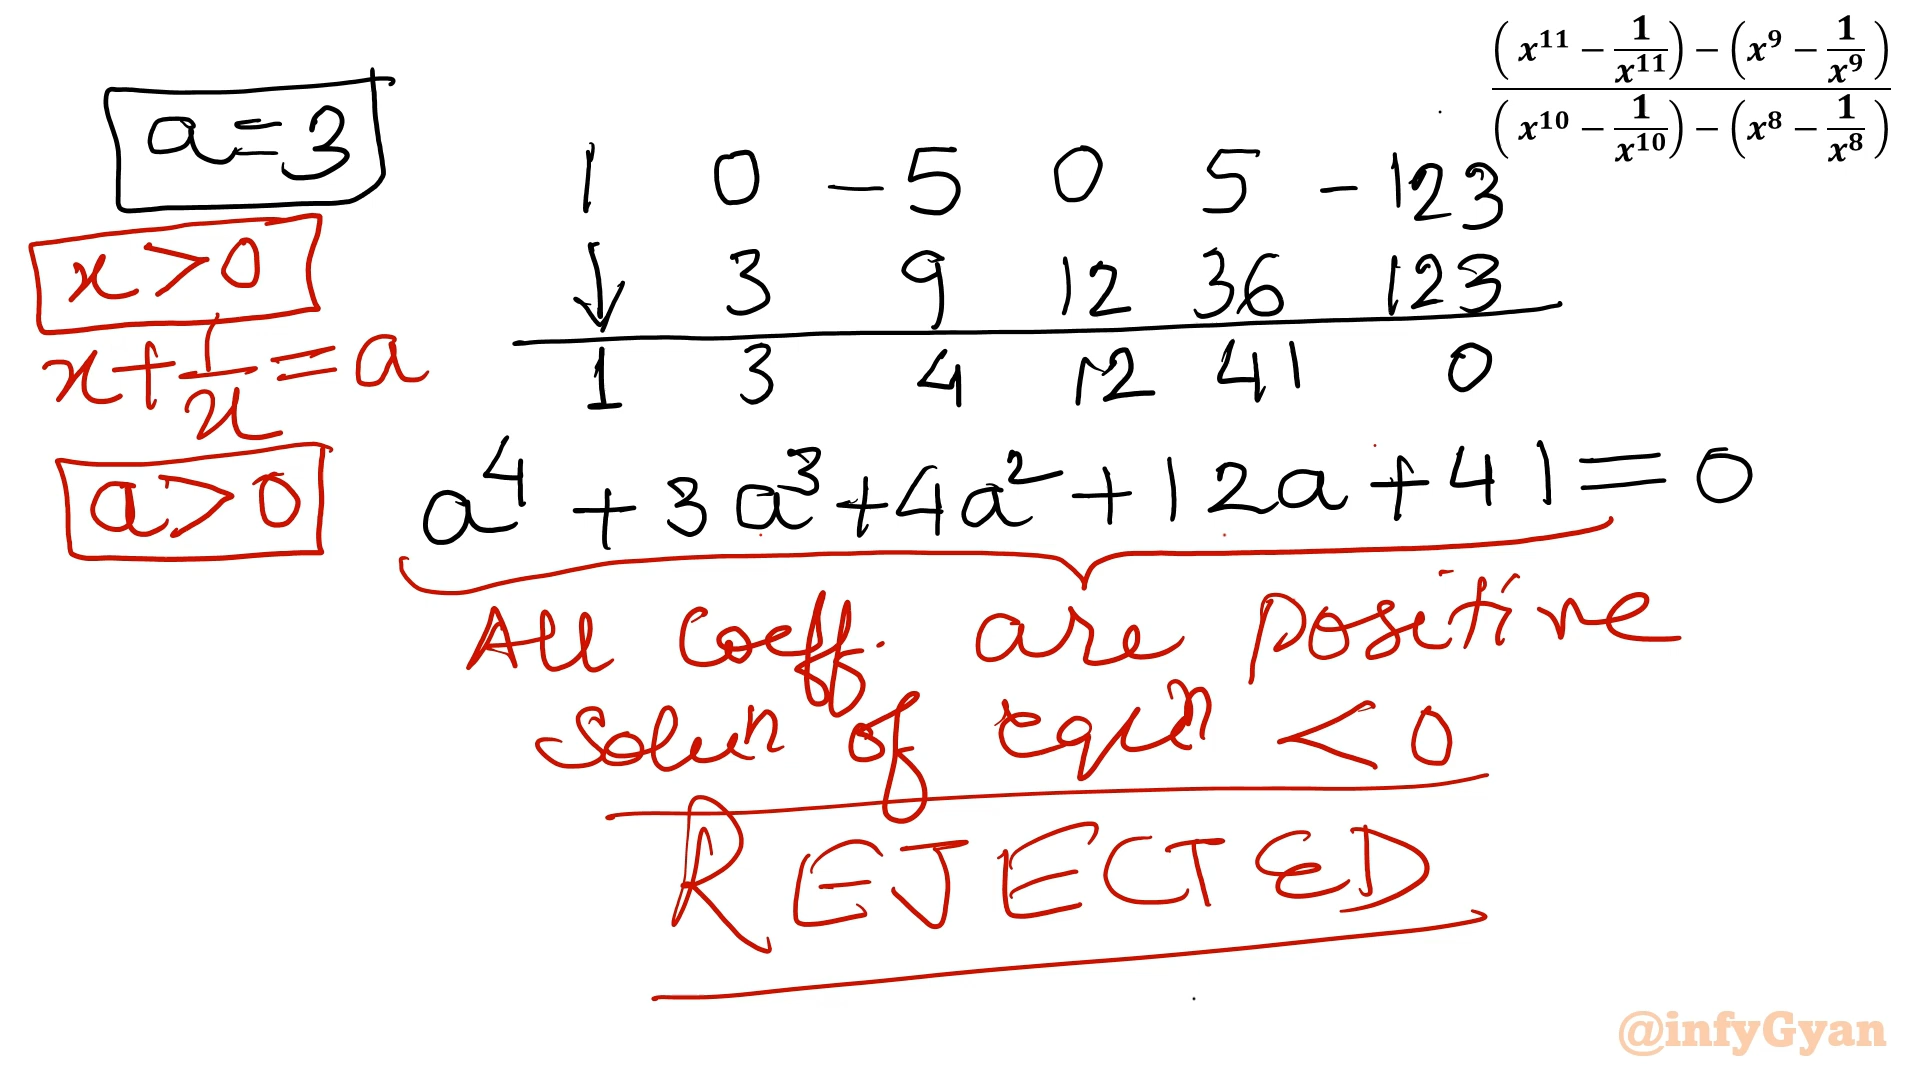 a=3
x>0
x+1/x=a
a>0
(x¹¹ − 1/x¹¹) − (x⁹ − 1/x⁹)
(x¹⁰ − 1/x¹⁰) − (x⁸ − 1/x⁸)
1 0 −5 0 5 −123
↓ 3 9 12 36 123
1 3 4 12 41 0
a⁴ + 3a³ + 4a² + 12a + 41 = 0
All coeff. are positive
soluⁿ of equⁿ < 0
REJECTED
@infyGyan